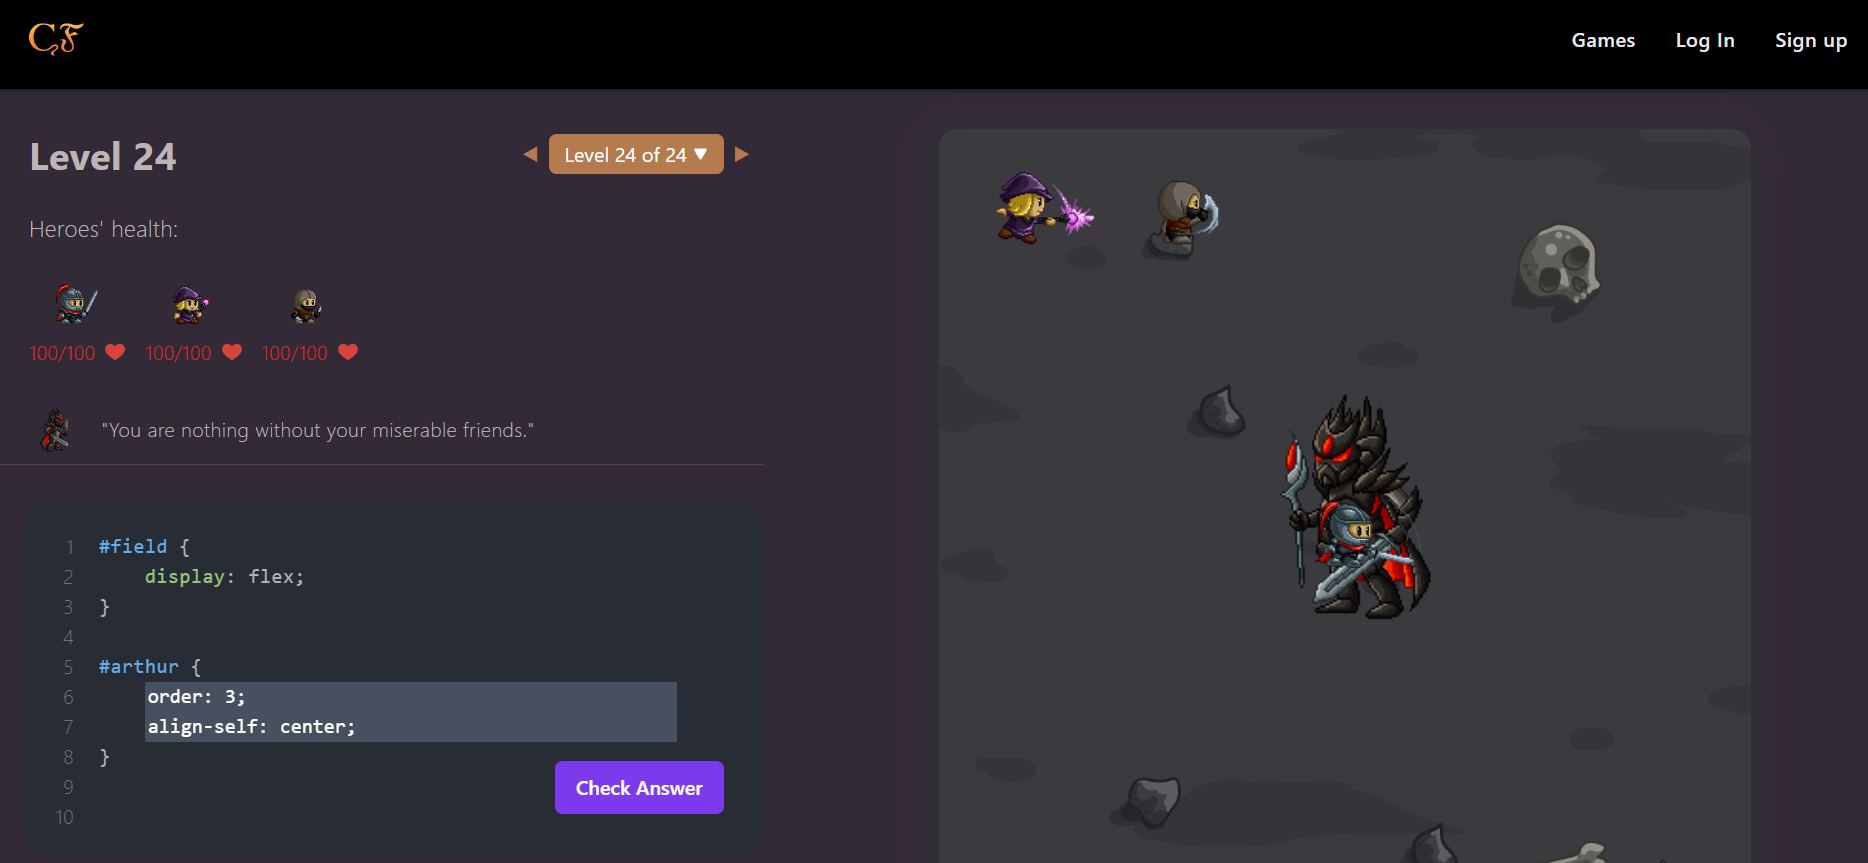 CF
Games
Log In
Sign up
Level 24
◀ Level 24 of 24 ▼ ▶
Heroes' health:
100/100 100/100 100/100
"You are nothing without your miserable friends."
1 #field {
2 display: flex;
3 }
4
5 #arthur {
6 order: 3;
7 align-self: center;
8 }
9
10
Check Answer